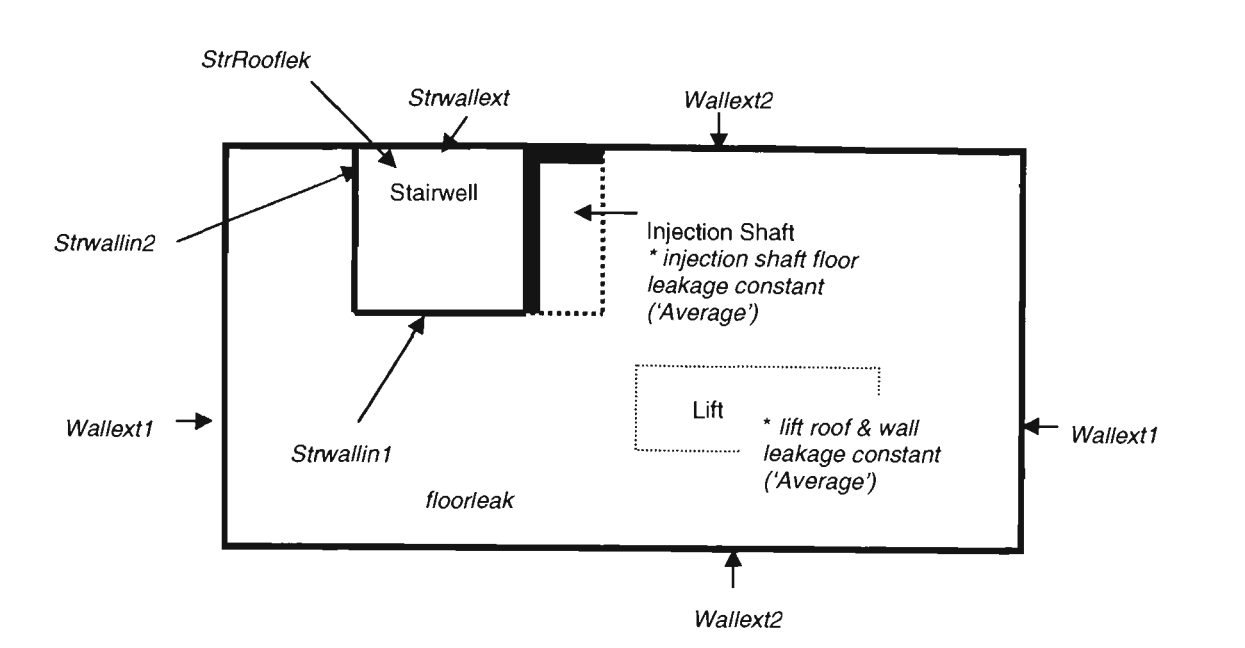 StrRooflek
Strwallext
Wallext2
Stairwell
Strwallin2
Injection Shaft
* injection shaft floor
leakage constant
('Average')
Lift
* lift roof & wall
leakage constant
('Average')
Wallext1
Wallext1
Strwallin1
floorleak
Wallext2